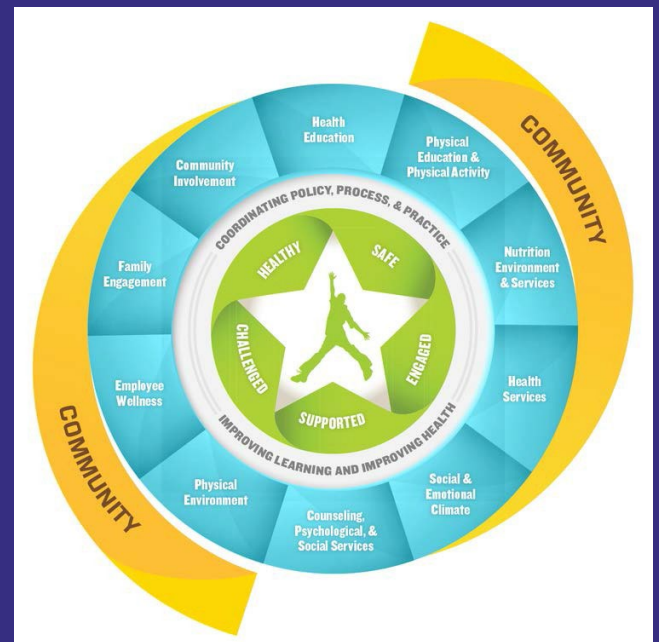 COMMUNITY
Health
Education
Physical
Education &
Physical Activity
Nutrition
Environment
& Services
Health
Services
Social &
Emotional
Climate
Counseling,
Psychological, &
Social Services
Physical
Environment
Employee
Wellness
Family
Engagement
Community
Involvement
COORDINATING POLICY, PROCESS, & PRACTICE
IMPROVING LEARNING AND IMPROVING HEALTH
HEALTHY
SAFE
ENGAGED
SUPPORTED
CHALLENGED
COMMUNITY